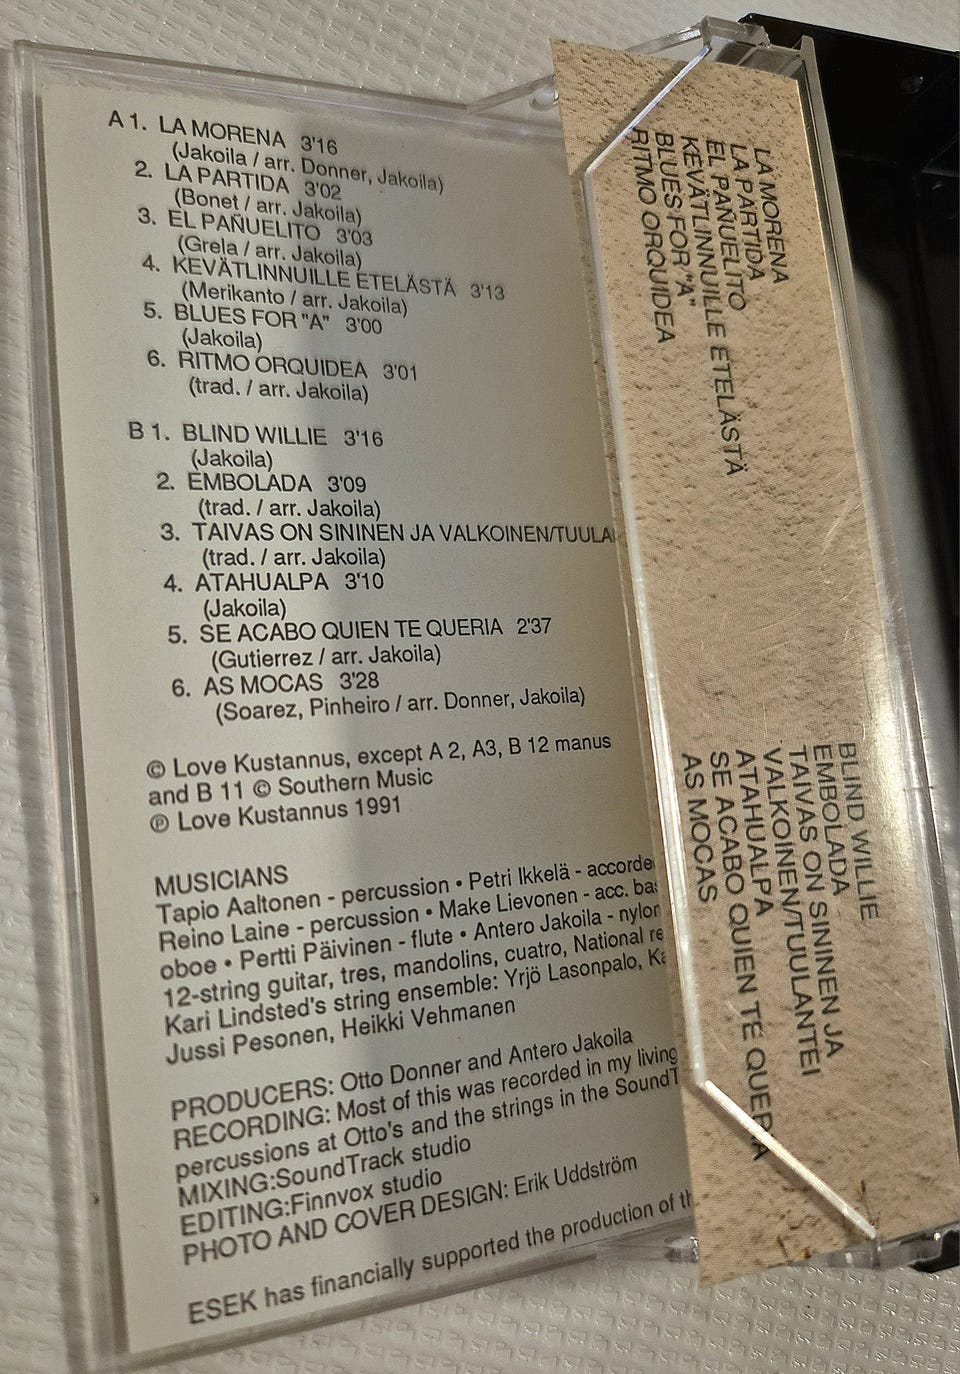 A 1. LA MORENA 3'16
(Jakoila / arr. Donner, Jakoila)
2. LA PARTIDA 3'02
(Bonet / arr. Jakoila)
3. EL PAÑUELITO 3'03
(Grela / arr. Jakoila)
4. KEVÄTLINNUILLE ETELÄSTÄ 3'13
(Merikanto / arr. Jakoila)
5. BLUES FOR "A" 3'00
(Jakoila)
6. RITMO ORQUIDEA 3'01
(trad. / arr. Jakoila)
B 1. BLIND WILLIE 3'16
(Jakoila)
2. EMBOLADA 3'09
(trad. / arr. Jakoila)
3. TAIVAS ON SININEN JA VALKOINEN/TUULA
(trad. / arr. Jakoila)
4. ATAHUALPA 3'10
(Jakoila)
5. SE ACABO QUIEN TE QUERIA 2'37
(Gutierrez / arr. Jakoila)
6. AS MOCAS 3'28
(Soarez, Pinheiro / arr. Donner, Jakoila)
© Love Kustannus, except A 2, A3, B 12 manus
and B 11 © Southern Music
℗ Love Kustannus 1991
MUSICIANS
Tapio Aaltonen - percussion • Petri Ikkelä - accorde
Reino Laine - percussion • Make Lievonen - acc. bas
oboe • Pertti Päivinen - flute • Antero Jakoila - nylon
12-string guitar, tres, mandolins, cuatro, National re
Kari Lindsted's string ensemble: Yrjö Lasonpalo, Ka
Jussi Pesonen, Heikki Vehmanen
PRODUCERS: Otto Donner and Antero Jakoila
RECORDING: Most of this was recorded in my living
percussions at Otto's and the strings in the SoundT
MIXING:SoundTrack studio
EDITING:Finnvox studio
PHOTO AND COVER DESIGN: Erik Uddström
ESEK has financially supported the production of th
LA MORENA
LA PARTIDA
EL PAÑUELITO
KEVÄTLINNUILLE ETELÄSTÄ
BLUES FOR "A"
RITMO ORQUIDEA
BLIND WILLIE
EMBOLADA
TAIVAS ON SININEN JA
VALKOINEN/TUULANTEI
ATAHUALPA
SE ACABO QUIEN TE QUERIA
AS MOCAS